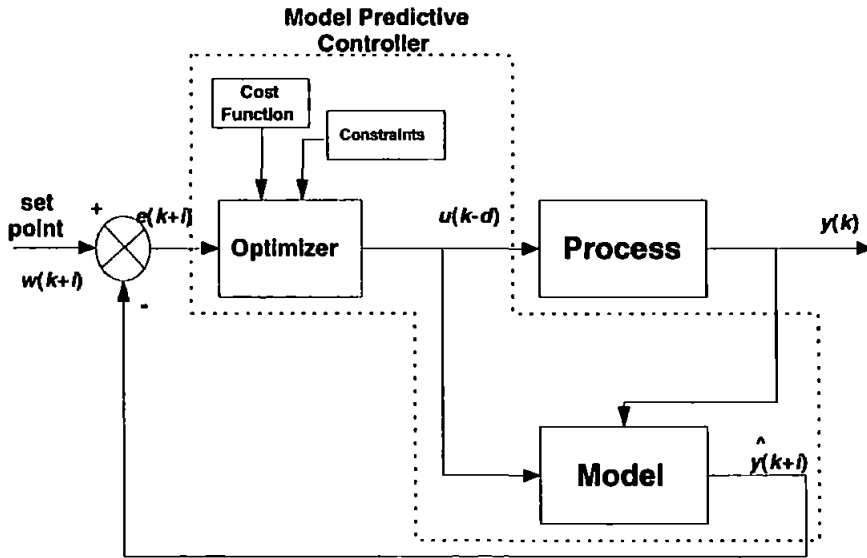 Model Predictive
Controller
Cost
Function
Constraints
set
point
+
e(k+i)
Optimizer
u(k-d)
Process
y(k)
w(k+i)
-
Model
^
y(k+i)